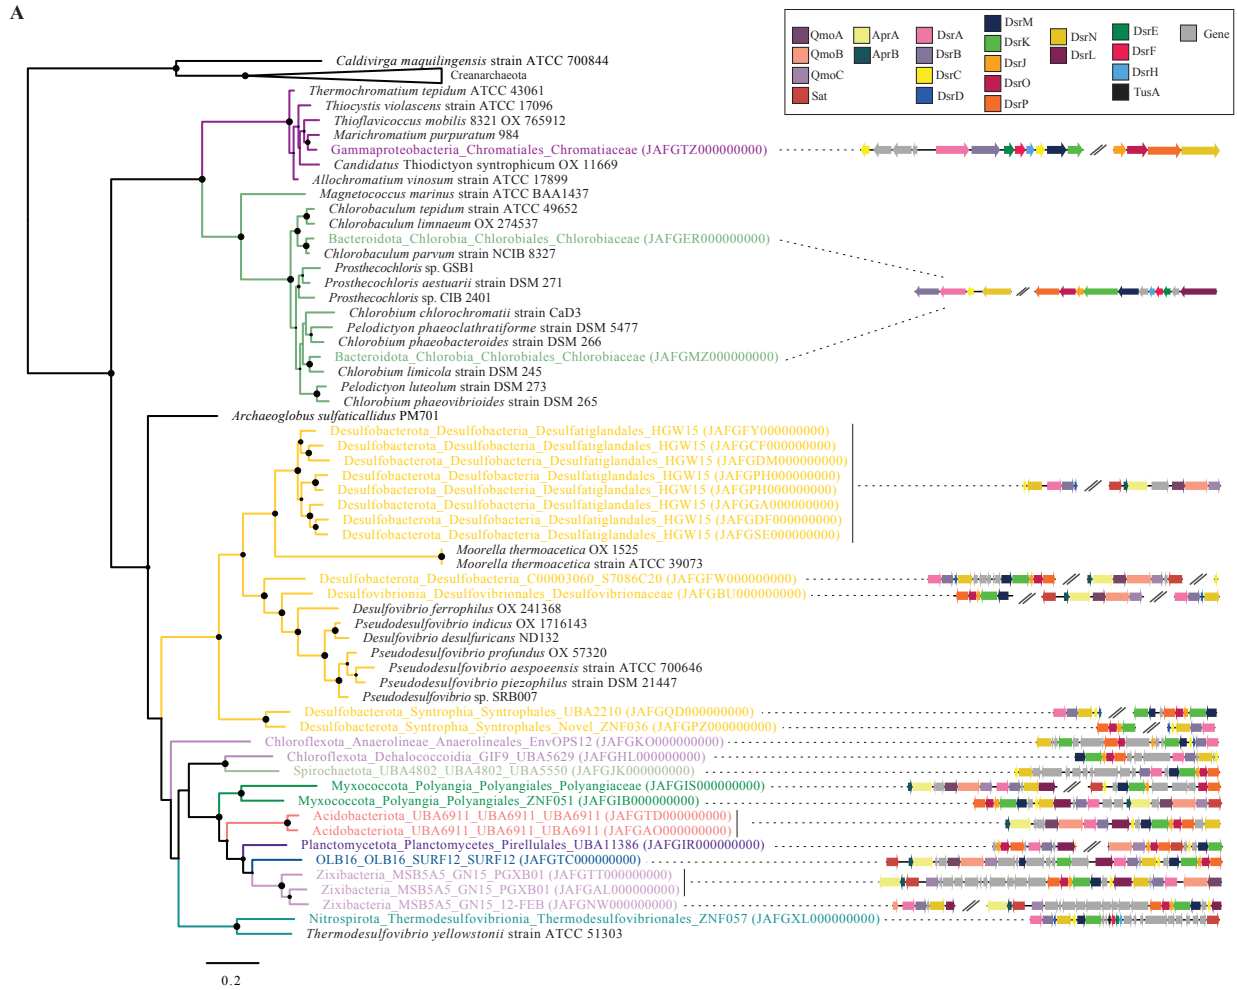 A
QmoA
QmoB
QmoC
Sat
AprA
AprB
DsrA
DsrB
DsrC
DsrD
DsrM
DsrK
DsrJ
DsrO
DsrP
DsrN
DsrL
DsrE
DsrF
DsrH
TusA
Gene
Caldivirga maquilingensis strain ATCC 700844
Crenarchaeota
Thermochromatium tepidum ATCC 43061
Thiocystis violascens strain ATCC 17096
Thioflavicoccus mobilis 8321 OX 765912
Marichromatium purpuratum 984
Gammaproteobacteria_Chromatiales_Chromatiaceae (JAFGTZ000000000)
Candidatus Thiodictyon syntrophicum OX 11669
Allochromatium vinosum strain ATCC 17899
Magnetococcus marinus strain ATCC BAA1437
Chlorobaculum tepidum strain ATCC 49652
Chlorobaculum limnaeum OX 274537
Bacteroidota_Chlorobia_Chlorobiales_Chlorobiaceae (JAFGER000000000)
Chlorobaculum parvum strain NCIB 8327
Prosthecochloris sp. GSB1
Prosthecochloris aestuarii strain DSM 271
Prosthecochloris sp. CIB 2401
Chlorobium chlorochromatii strain CaD3
Pelodictyon phaeoclathratiforme strain DSM 5477
Chlorobium phaeobacteroides strain DSM 266
Bacteroidota_Chlorobia_Chlorobiales_Chlorobiaceae (JAFGMZ000000000)
Chlorobium limicola strain DSM 245
Pelodictyon luteolum strain DSM 273
Chlorobium phaeovibrioides strain DSM 265
Archaeoglobus sulfaticallidus PM701
Desulfobacterota_Desulfobacteria_Desulfatiglandales_HGW15 (JAFGFY000000000)
Desulfobacterota_Desulfobacteria_Desulfatiglandales_HGW15 (JAFGCF000000000)
Desulfobacterota_Desulfobacteria_Desulfatiglandales_HGW15 (JAFGDM000000000)
Desulfobacterota_Desulfobacteria_Desulfatiglandales_HGW15 (JAFGPH000000000)
Desulfobacterota_Desulfobacteria_Desulfatiglandales_HGW15 (JAFGPH000000000)
Desulfobacterota_Desulfobacteria_Desulfatiglandales_HGW15 (JAFGGA000000000)
Desulfobacterota_Desulfobacteria_Desulfatiglandales_HGW15 (JAFGDF000000000)
Desulfobacterota_Desulfobacteria_Desulfatiglandales_HGW15 (JAFGSE000000000)
Moorella thermoacetica OX 1525
Moorella thermoacetica strain ATCC 39073
Desulfobacterota_Desulfobacteria_C00003060_S7086C20 (JAFGFW000000000)
Desulfovibrionia_Desulfovibrionales_Desulfovibrionaceae (JAFGBU000000000)
Desulfovibrio ferrophilus OX 241368
Pseudodesulfovibrio indicus OX 1716143
Desulfovibrio desulfuricans ND132
Pseudodesulfovibrio profundus OX 57320
Pseudodesulfovibrio aespoeensis strain ATCC 700646
Pseudodesulfovibrio piezophilus strain DSM 21447
Pseudodesulfovibrio sp. SRB007
Desulfobacterota_Syntrophia_Syntrophales_UBA2210 (JAFGQD000000000)
Desulfobacterota_Syntrophia_Syntrophales_Novel_ZNF036 (JAFGPZ000000000)
Chloroflexota_Anaerolineae_Anaerolineales_EnvOPS12 (JAFGKO000000000)
Chloroflexota_Dehalococcoidia_GIF9_UBA5629 (JAFGHL000000000)
Spirochaetota_UBA4802_UBA4802_UBA5550 (JAFGJK000000000)
Myxococcota_Polyangia_Polyangiales_Polyangiaceae (JAFGIS000000000)
Myxococcota_Polyangia_Polyangiales_ZNF051 (JAFGIB000000000)
Acidobacteriota_UBA6911_UBA6911_UBA6911 (JAFGTD000000000)
Acidobacteriota_UBA6911_UBA6911_UBA6911 (JAFGAO000000000)
Planctomycetota_Planctomycetes_Pirellulales_UBA11386 (JAFGIR000000000)
OLB16_OLB16_SURF12_SURF12 (JAFGTC000000000)
Zixibacteria_MSB5A5_GN15_PGXB01 (JAFGTT000000000)
Zixibacteria_MSB5A5_GN15_PGXB01 (JAFGAL000000000)
Zixibacteria_MSB5A5_GN15_12-FEB (JAFGNW000000000)
Nitrospirota_Thermodesulfovibrionia_Thermodesulfovibrionales_ZNF057 (JAFGXL000000000)
Thermodesulfovibrio yellowstonii strain ATCC 51303
0.2